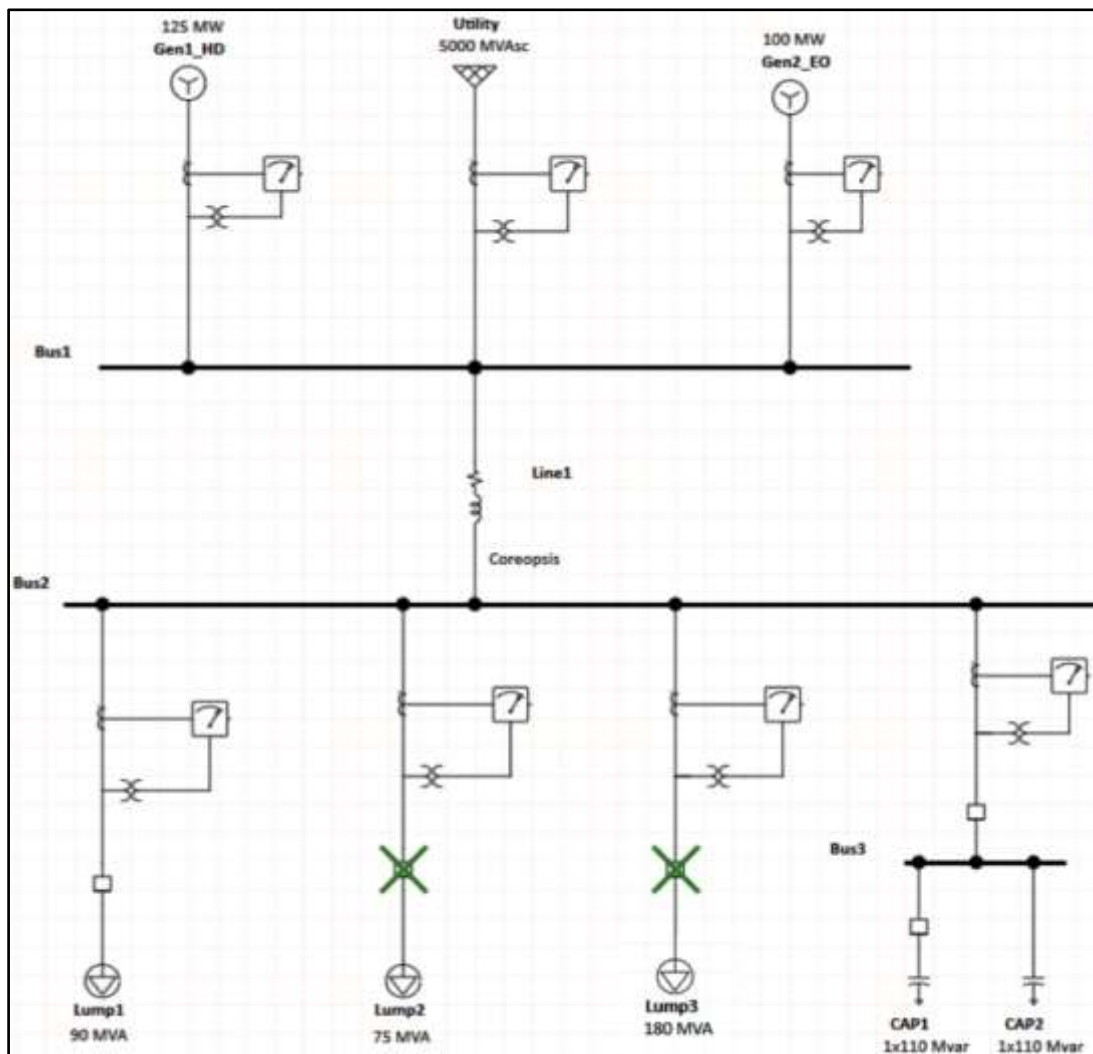 125 MW
Gen1_HD
Utility
5000 MVAsc
100 MW
Gen2_EO
Bus1
Line1
Coreopsis
Bus2
Bus3
Lump1
90 MVA
Lump2
75 MVA
Lump3
180 MVA
CAP1
1x110 Mvar
CAP2
1x110 Mvar